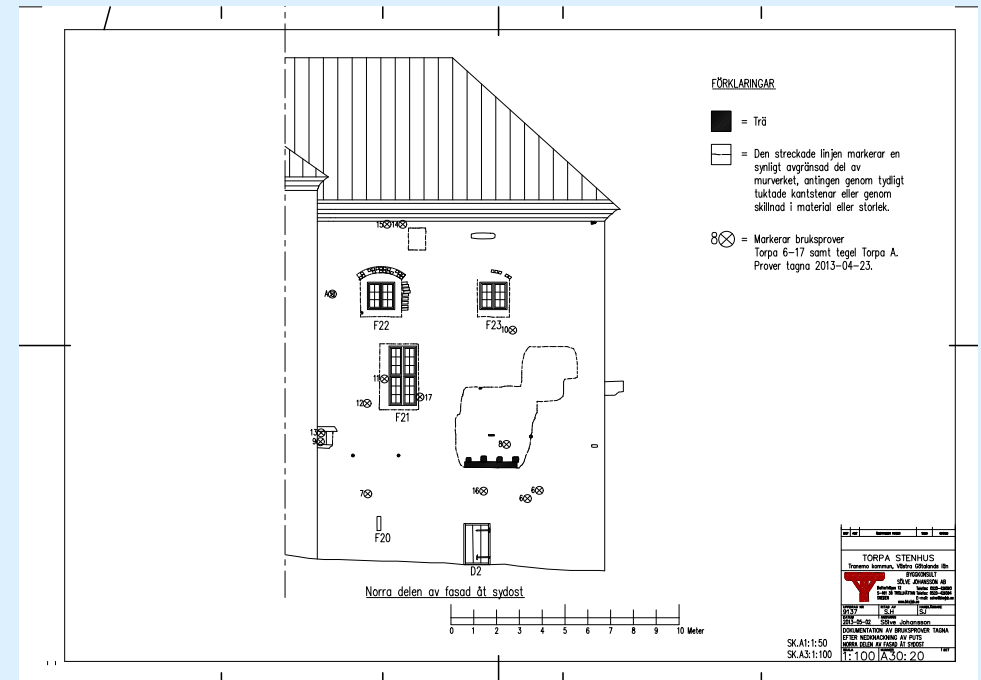 FÖRKLARINGAR
= Trä
= Den streckade linjen markerar en
synligt avgränsad del av
murverket, antingen genom tydligt
tuktade kantstenar eller genom
skillnad i material eller storlek.
8 = Markerar bruksprover
Torpa 6-17 samt tegel Torpa A.
Prover tagna 2013-04-23.
15 14
A
F22
F23
10
11
17
12
F21
13
9
8
7
16
6
6
F20
D2
Norra delen av fasad åt sydost
0 1 2 3 4 5 6 7 8 9 10 Meter
SK.A1:1:50
SK.A3:1:100
TORPA STENHUS
Tranemo kommun, Västra Götalands län
BYGGKONSULT
SÖLVE JOHANSSON AB
9137 S.H SJ
2013-05-02 Sölve Johansson
DOKUMENTATION AV BRUKSPROVER TAGNA
EFTER NEDKNACKNING AV PUTS
NORRA DELEN AV FASAD ÅT SYDOST
1:100 A30:20